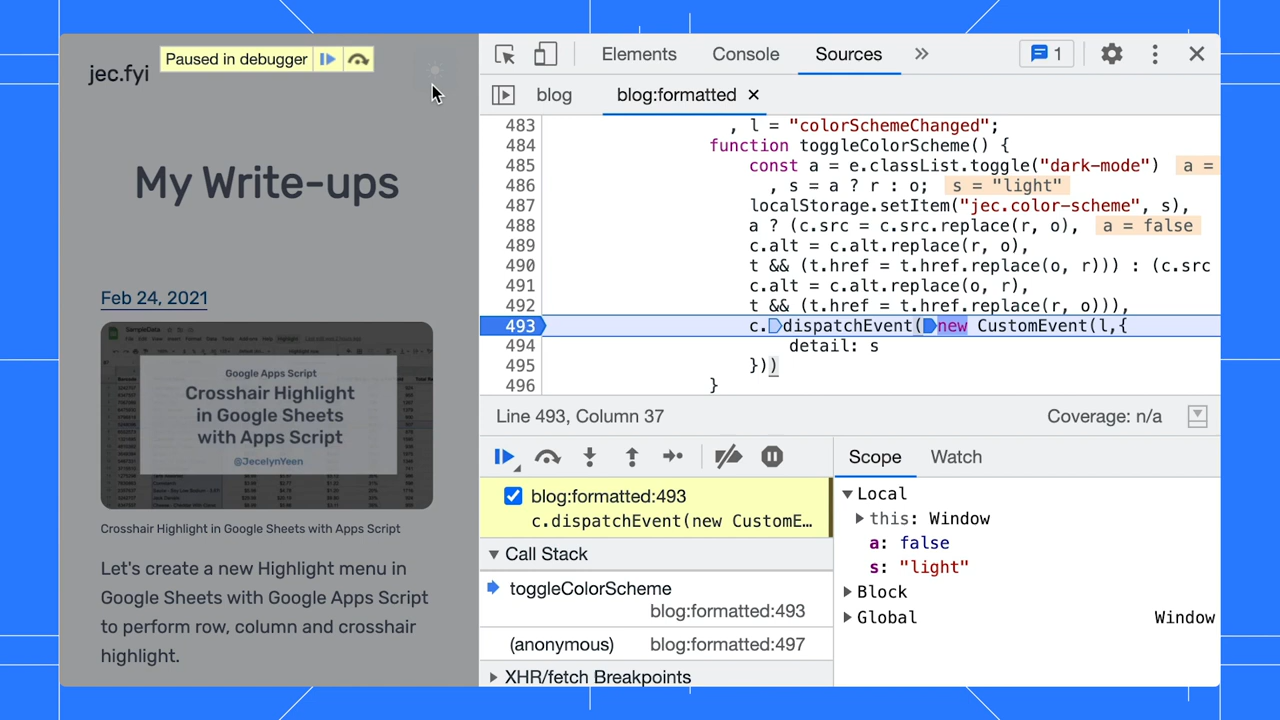 Paused in debugger
jec.fyi
My Write-ups
Feb 24, 2021
SampleData
Google Apps Script
Crosshair Highlight
in Google Sheets
with Apps Script
@JecelynYeen
Crosshair Highlight in Google Sheets with Apps Script
Let's create a new Highlight menu in
Google Sheets with Google Apps Script
to perform row, column and crosshair
highlight.
Elements Console Sources » 1
blog blog:formatted ×
483 , l = "colorSchemeChanged";
484 function toggleColorScheme() {
485 const a = e.classList.toggle("dark-mode") a =
486 , s = a ? r : o; s = "light"
487 localStorage.setItem("jec.color-scheme", s),
488 a ? (c.src = c.src.replace(r, o), a = false
489 c.alt = c.alt.replace(r, o),
490 t && (t.href = t.href.replace(o, r))) : (c.src
491 c.alt = c.alt.replace(o, r),
492 t && (t.href = t.href.replace(r, o))),
493 c.dispatchEvent(new CustomEvent(l,{
494 detail: s
495 }))
496 }
Line 493, Column 37 Coverage: n/a
blog:formatted:493
c.dispatchEvent(new CustomE…
Call Stack
toggleColorScheme
blog:formatted:493
(anonymous) blog:formatted:497
XHR/fetch Breakpoints
Scope Watch
Local
this: Window
a: false
s: "light"
Block
Global Window